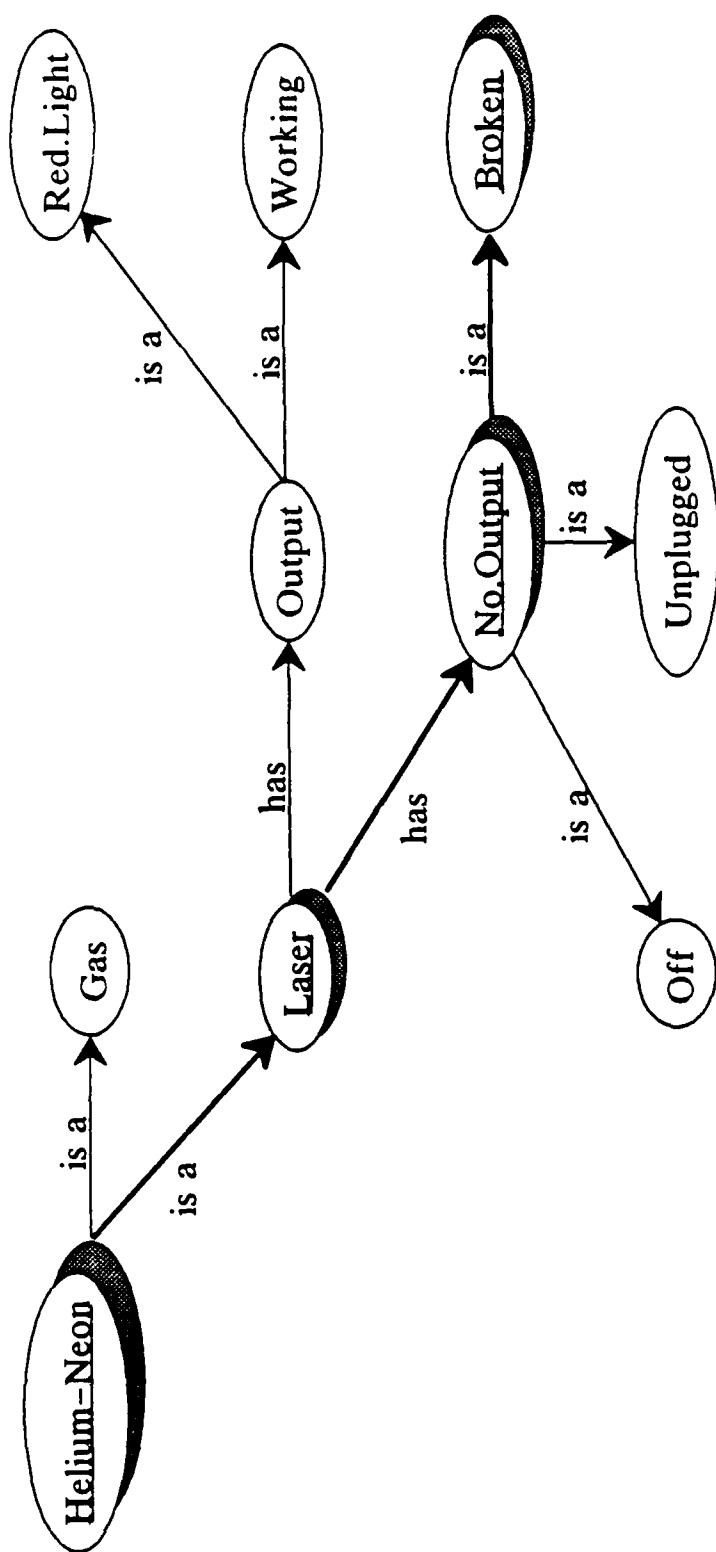 Helium-Neon
is a
Gas
is a
Laser
has
Output
is a
Red.Light
is a
Working
has
No.Output
is a
Broken
is a
Unplugged
is a
Off